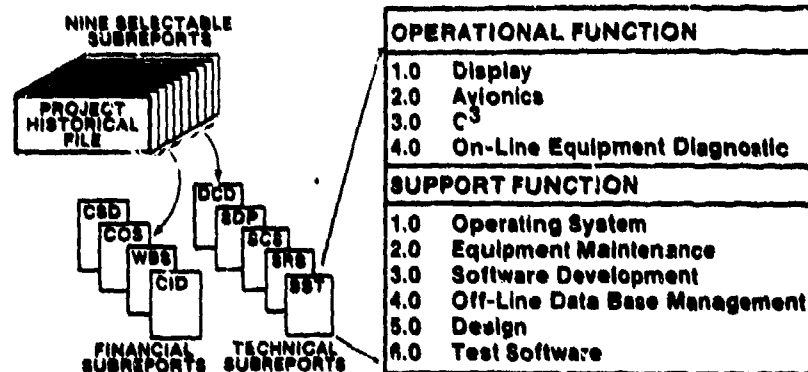 NINE SELECTABLE
SUBREPORTS
PROJECT
HISTORICAL
FILE
CSD
COS
WBS
CID
FINANCIAL
SUBREPORTS
DCD
SDP
SCS
SRS
SST
TECHNICAL
SUBREPORTS
OPERATIONAL FUNCTION
1.0 Display
2.0 Avionics
3.0 C³
4.0 On-Line Equipment Diagnostic
SUPPORT FUNCTION
1.0 Operating System
2.0 Equipment Maintenance
3.0 Software Development
4.0 Off-Line Data Base Management
5.0 Design
6.0 Test Software